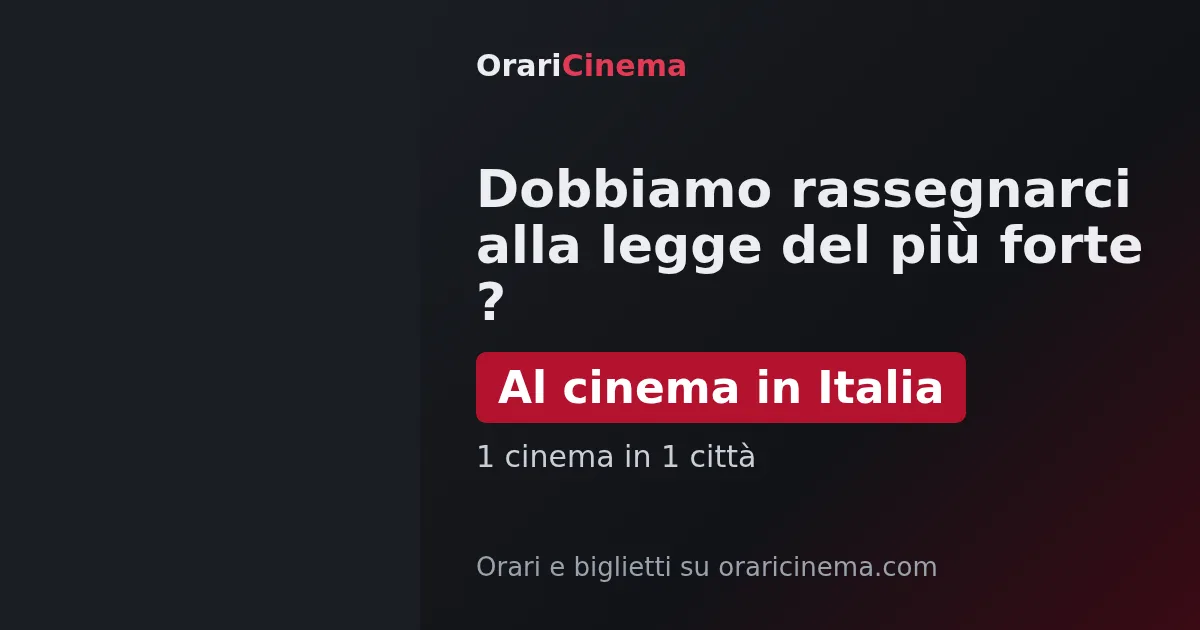 OrariCinema
Dobbiamo rassegnarci
alla legge del più forte
?
Al cinema in Italia
1 cinema in 1 città
Orari e biglietti su oraricinema.com